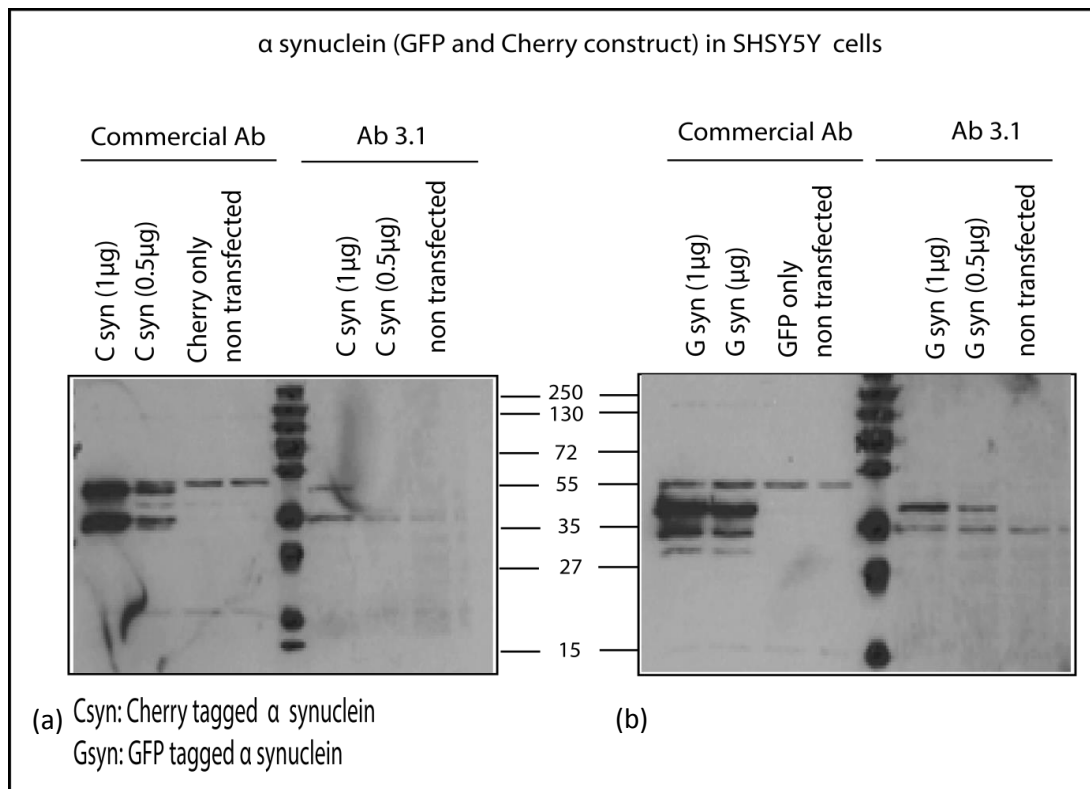 α synuclein (GFP and Cherry construct) in SHSY5Y cells
Commercial Ab
Ab 3.1
C syn (1µg)
C syn (0.5µg)
Cherry only
non transfected
C syn (1µg)
C syn (0.5µg)
non transfected
Commercial Ab
Ab 3.1
G syn (1µg)
G syn (µg)
GFP only
non transfected
G syn (1µg)
G syn (0.5µg)
non transfected
250
130
72
55
35
27
15
(a) Csyn: Cherry tagged α synuclein
Gsyn: GFP tagged α synuclein
(b)